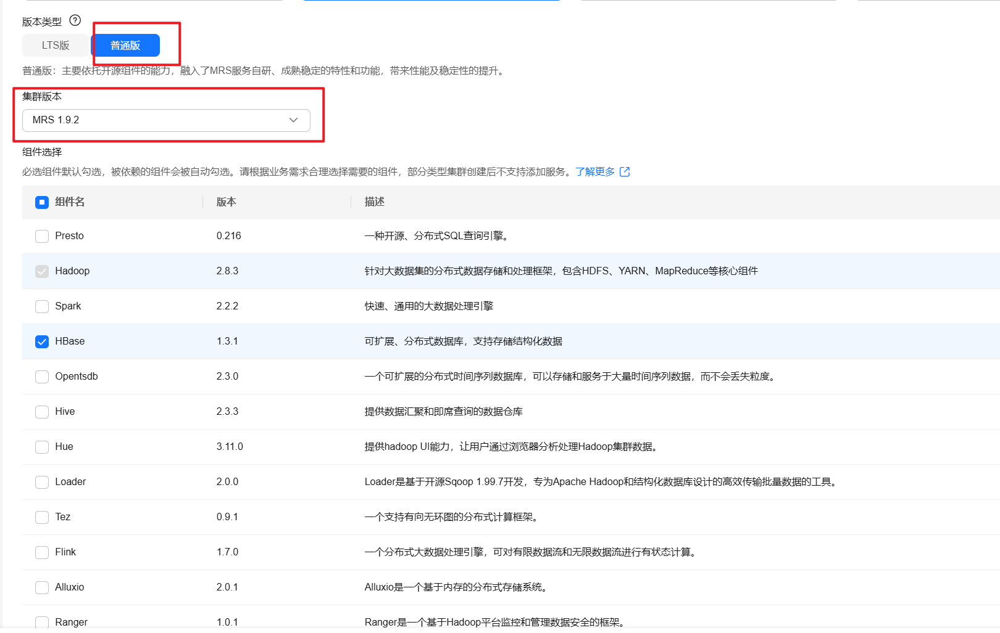 版本类型 ?
LTS版 普通版
普通版：主要依托开源组件的能力，融入了MRS服务自研、成熟稳定的特性和功能，带来性能及稳定性的提升。
集群版本
MRS 1.9.2
组件选择
必选组件默认勾选，被依赖的组件会被自动勾选。请根据业务需求合理选择需要的组件，部分类型集群创建后不支持添加服务。了解更多
组件名 版本 描述
Presto 0.216 一种开源、分布式SQL查询引擎。
Hadoop 2.8.3 针对大数据集的分布式数据存储和处理框架，包含HDFS、YARN、MapReduce等核心组件
Spark 2.2.2 快速、通用的大数据处理引擎
HBase 1.3.1 可扩展、分布式数据库，支持存储结构化数据
Opentsdb 2.3.0 一个可扩展的分布式时间序列数据库，可以存储和服务于大量时间序列数据，而不会丢失粒度。
Hive 2.3.3 提供数据汇聚和即席查询的数据仓库
Hue 3.11.0 提供hadoop UI能力，让用户通过浏览器分析处理Hadoop集群数据。
Loader 2.0.0 Loader是基于开源Sqoop 1.99.7开发，专为Apache Hadoop和结构化数据库设计的高效传输批量数据的工具。
Tez 0.9.1 一个支持有向无环图的分布式计算框架。
Flink 1.7.0 一个分布式大数据处理引擎，可对有限数据流和无限数据流进行有状态计算。
Alluxio 2.0.1 Alluxio是一个基于内存的分布式存储系统。
Ranger 1.0.1 Ranger是一个基于Hadoop平台监控和管理数据安全的框架。